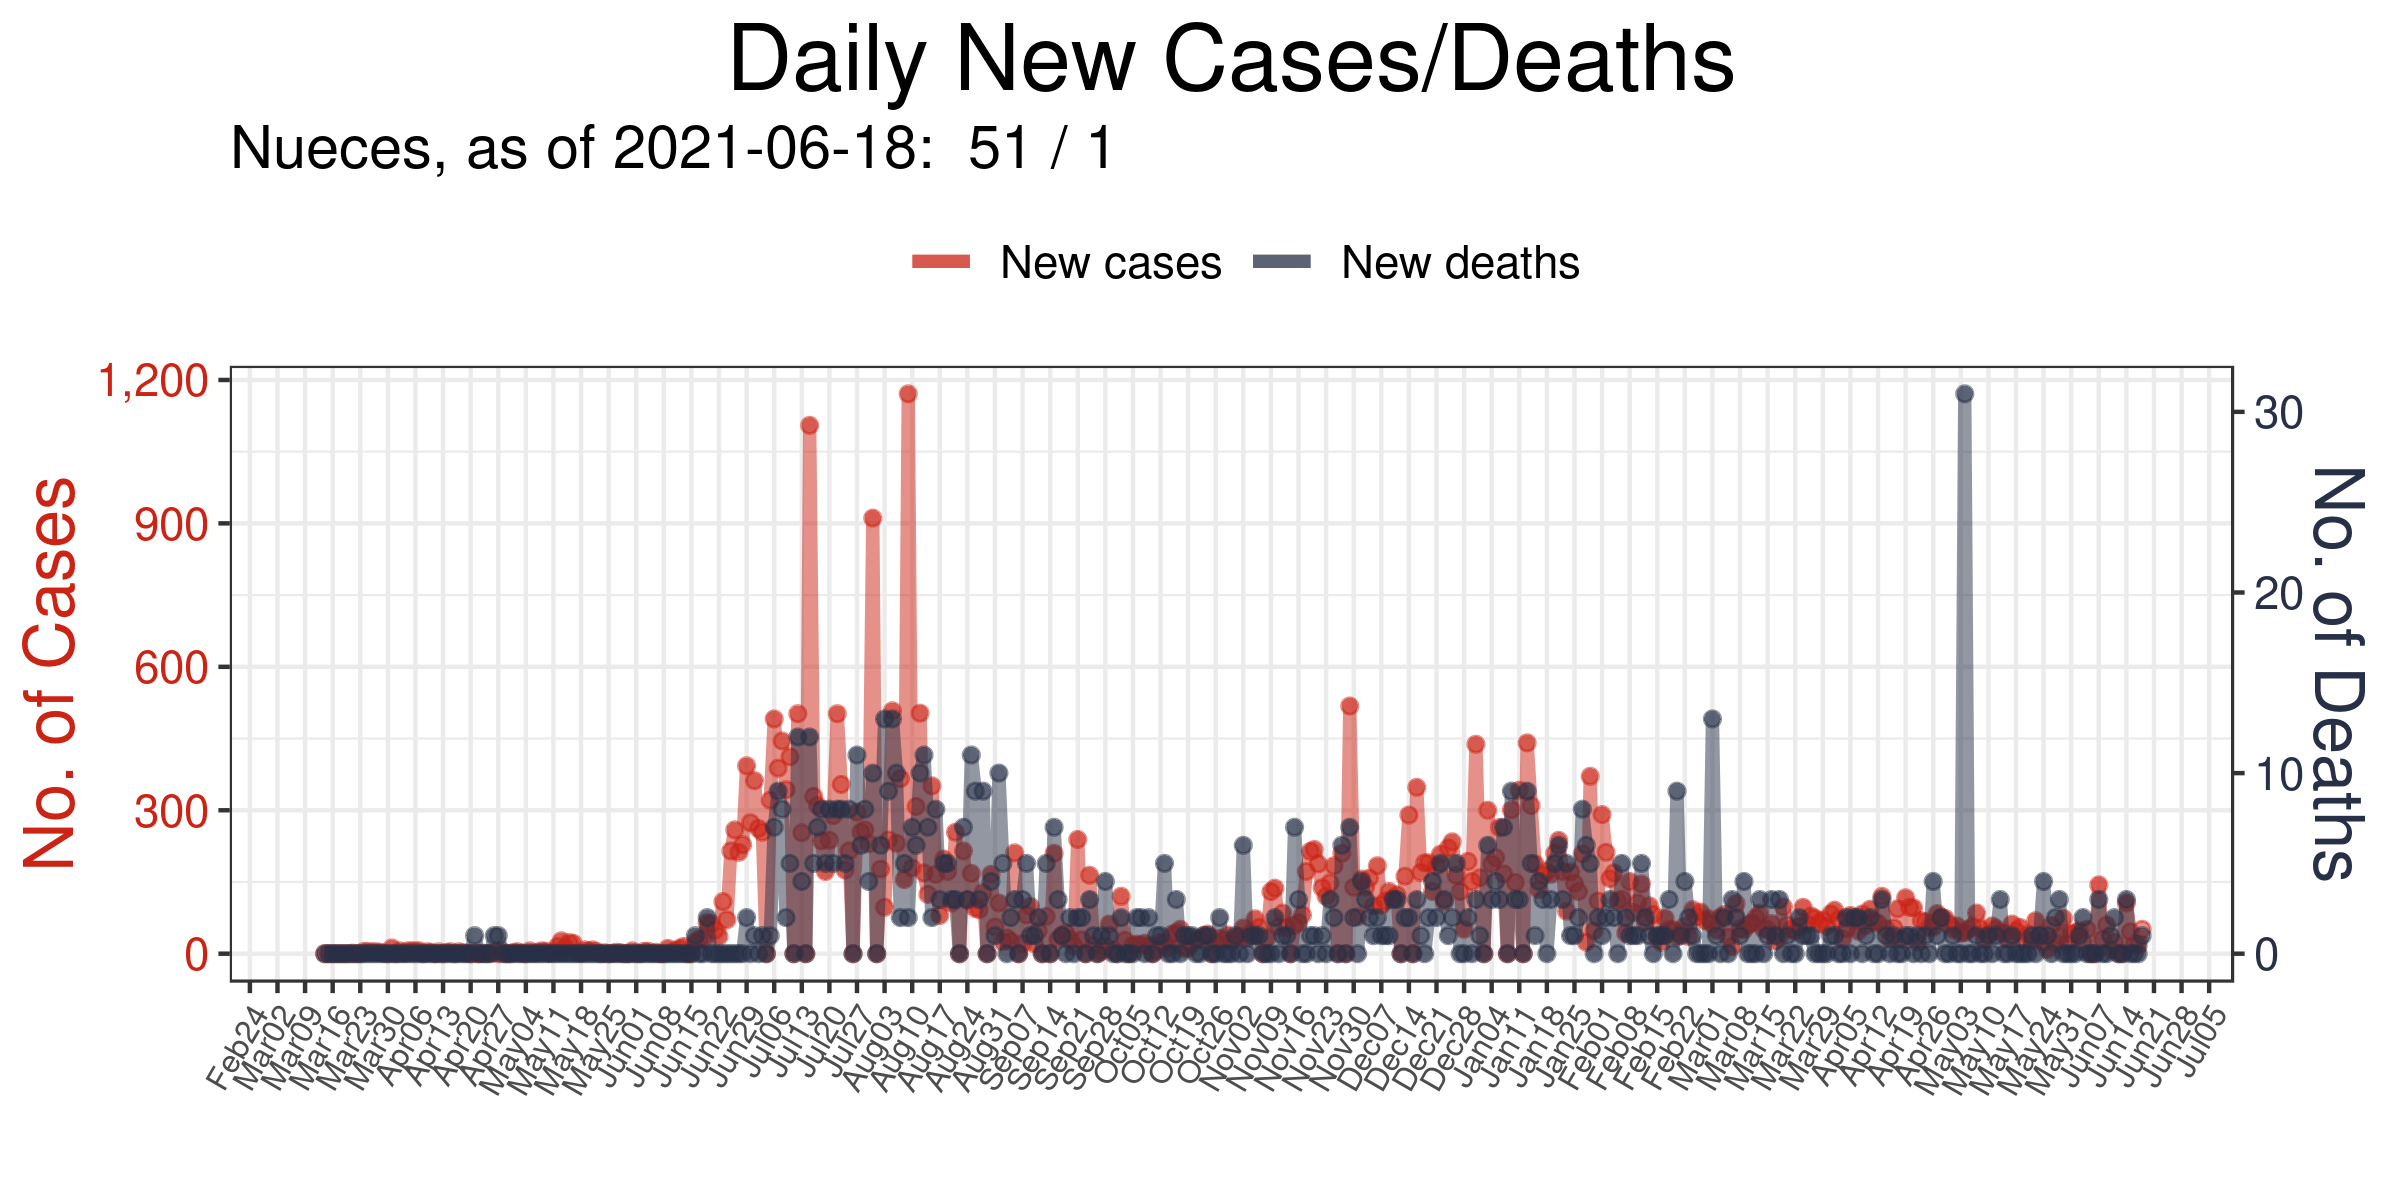 Daily New Cases/Deaths
Nueces, as of 2021-06-18:  51 / 1
New cases
New deaths
No. of Cases
1,200
900
600
300
0
30
20
10
0
No. of Deaths
Feb24
Mar02
Mar09
Mar16
Mar23
Mar30
Apr06
Apr13
Apr20
Apr27
May04
May11
May18
May25
Jun01
Jun08
Jun15
Jun22
Jun29
Jul06
Jul13
Jul20
Jul27
Aug03
Aug10
Aug17
Aug24
Aug31
Sep07
Sep14
Sep21
Sep28
Oct05
Oct12
Oct19
Oct26
Nov02
Nov09
Nov16
Nov23
Nov30
Dec07
Dec14
Dec21
Dec28
Jan04
Jan11
Jan18
Jan25
Feb01
Feb08
Feb15
Feb22
Mar01
Mar08
Mar15
Mar22
Mar29
Apr05
Apr12
Apr19
Apr26
May03
May10
May17
May24
May31
Jun07
Jun14
Jun21
Jun28
Jul05